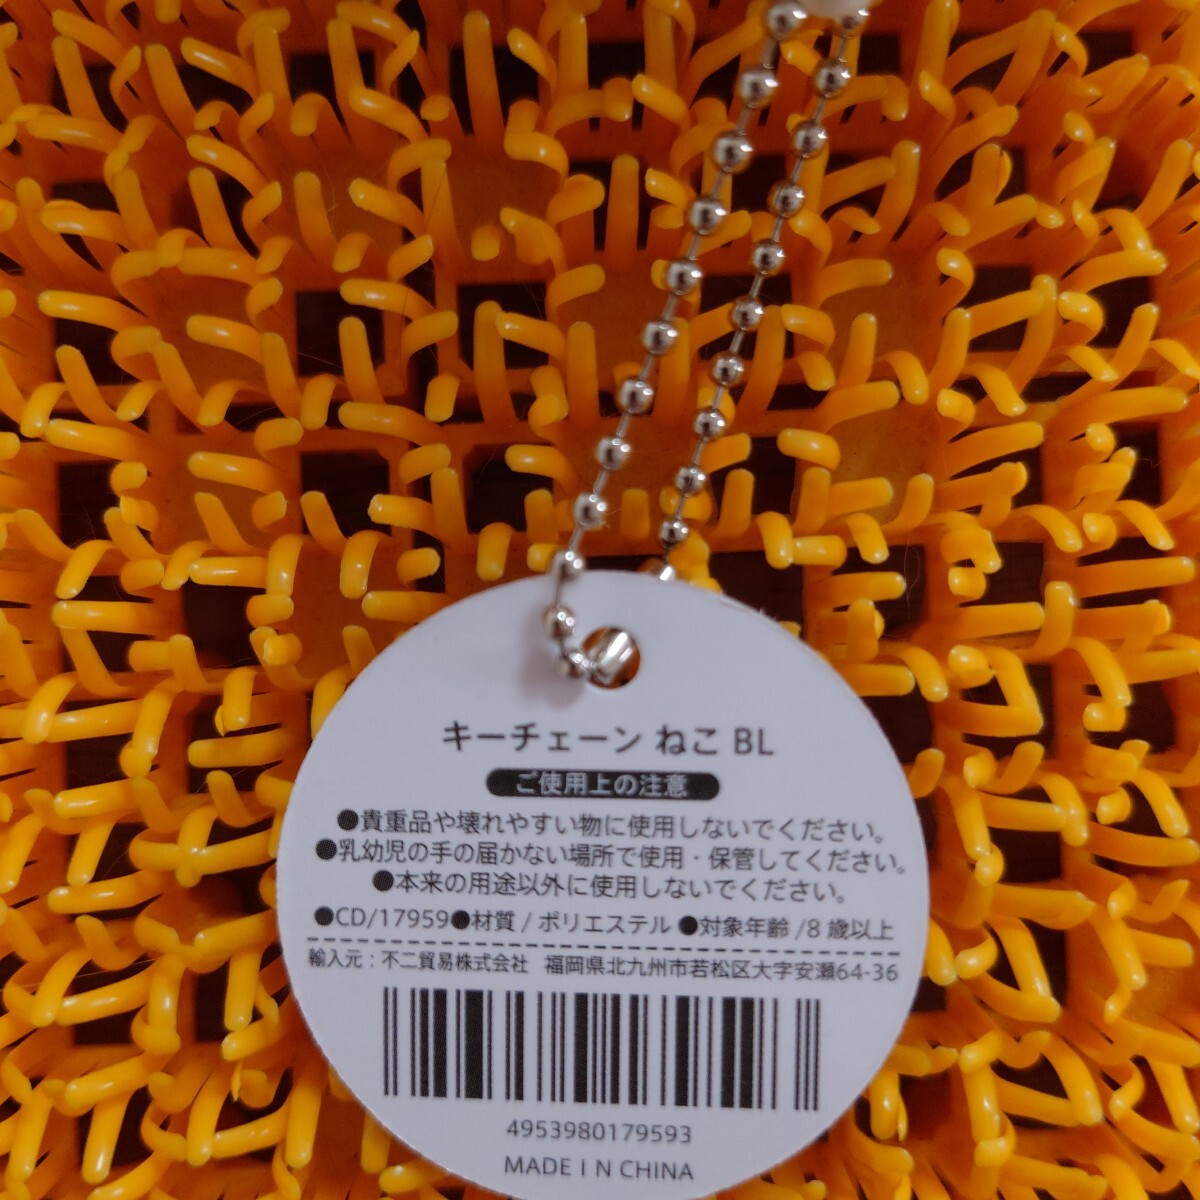 キーチェーン ねこ BL
ご使用上の注意
●貴重品や壊れやすい物に使用しないでください。
●乳幼児の手の届かない場所で使用・保管してください。
●本来の用途以外に使用しないでください。
●CD/17959●材質 / ポリエステル ●対象年齢 /8 歳以上
輸入元：不二貿易株式会社 福岡県北九州市若松区大字安瀬64-36
4953980179593
MADE I N CHINA